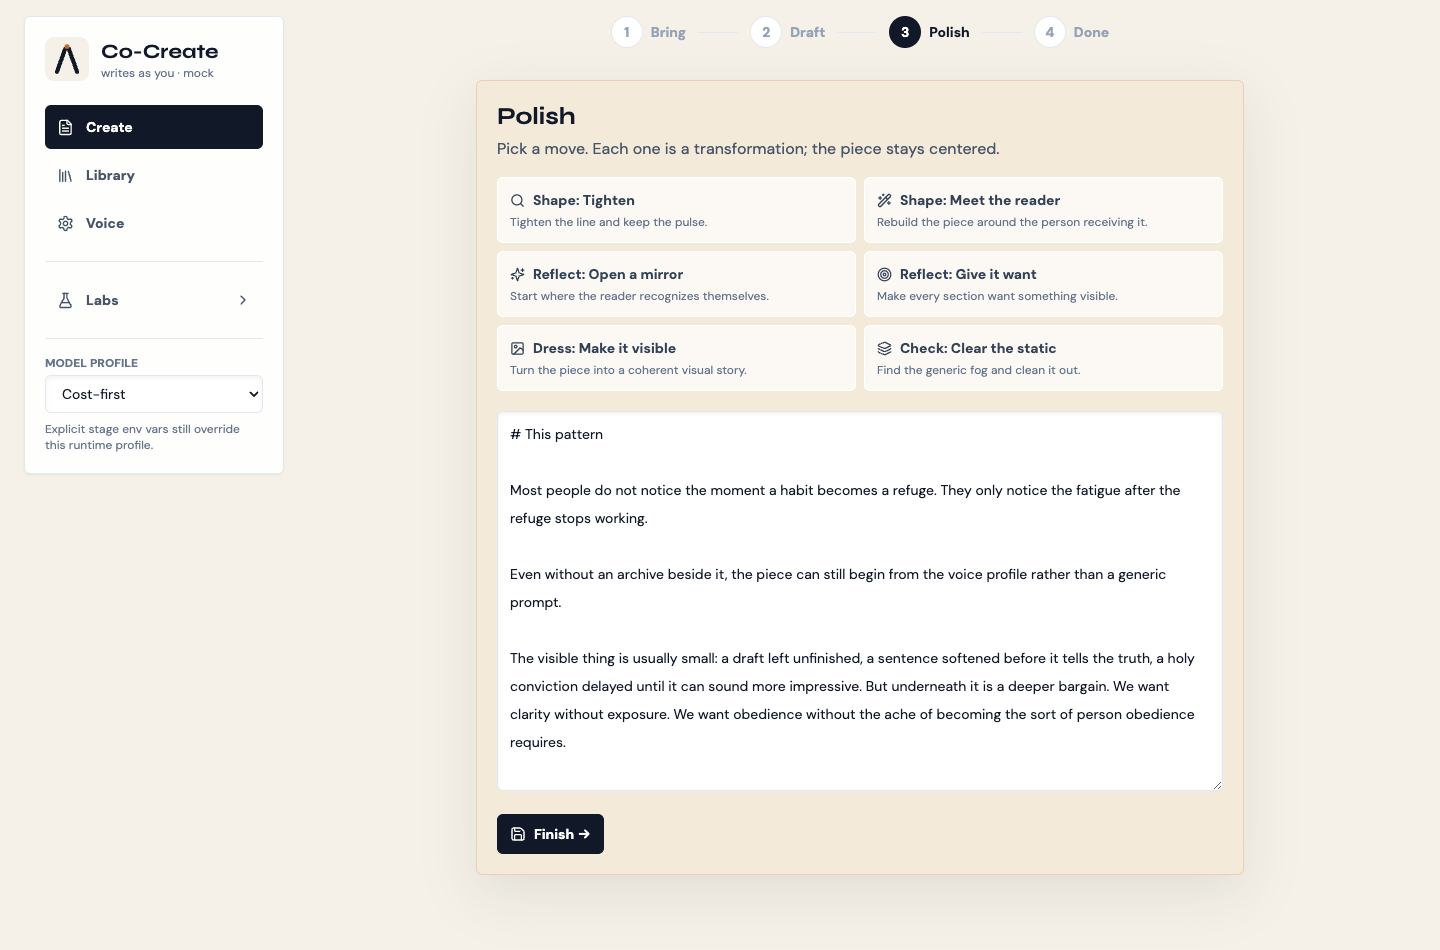 Co-Create
writes as you · mock
Create
Library
Voice
Labs
MODEL PROFILE
Cost-first
Explicit stage env vars still override
this runtime profile.
1 Bring 2 Draft 3 Polish 4 Done
Polish
Pick a move. Each one is a transformation; the piece stays centered.
Shape: Tighten
Tighten the line and keep the pulse.
Shape: Meet the reader
Rebuild the piece around the person receiving it.
Reflect: Open a mirror
Start where the reader recognizes themselves.
Reflect: Give it want
Make every section want something visible.
Dress: Make it visible
Turn the piece into a coherent visual story.
Check: Clear the static
Find the generic fog and clean it out.
# This pattern
Most people do not notice the moment a habit becomes a refuge. They only notice the fatigue after the
refuge stops working.
Even without an archive beside it, the piece can still begin from the voice profile rather than a generic
prompt.
The visible thing is usually small: a draft left unfinished, a sentence softened before it tells the truth, a holy
conviction delayed until it can sound more impressive. But underneath it is a deeper bargain. We want
clarity without exposure. We want obedience without the ache of becoming the sort of person obedience
requires.
Finish →